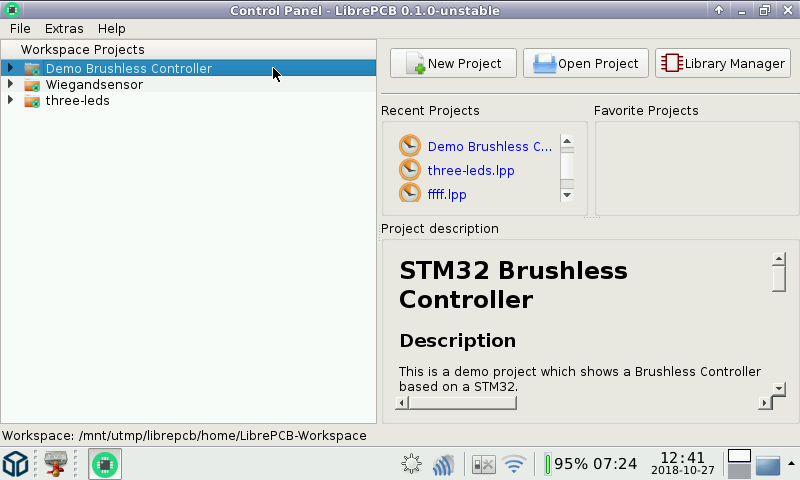 Control Panel - LibrePCB 0.1.0-unstable
File Extras Help
Workspace Projects
Demo Brushless Controller
Wiegandsensor
three-leds
New Project
Open Project
Library Manager
Recent Projects
Demo Brushless C...
three-leds.lpp
ffff.lpp
Favorite Projects
Project description
STM32 Brushless
Controller
Description
This is a demo project which shows a Brushless Controller
based on a STM32.
Workspace: /mnt/utmp/librepcb/home/LibrePCB-Workspace
95% 07:24
12:41
2018-10-27